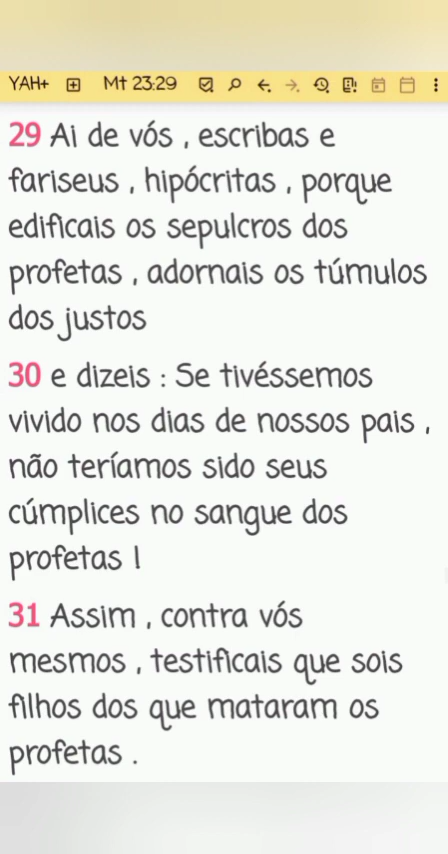 YAH+ Mt 23:29
29 Ai de vós , escribas e
fariseus , hipócritas , porque
edificais os sepulcros dos
profetas , adornais os túmulos
dos justos
30 e dizeis : Se tivéssemos
vivido nos dias de nossos pais ,
não teríamos sido seus
cúmplices no sangue dos
profetas !
31 Assim , contra vós
mesmos , testificais que sois
filhos dos que mataram os
profetas .